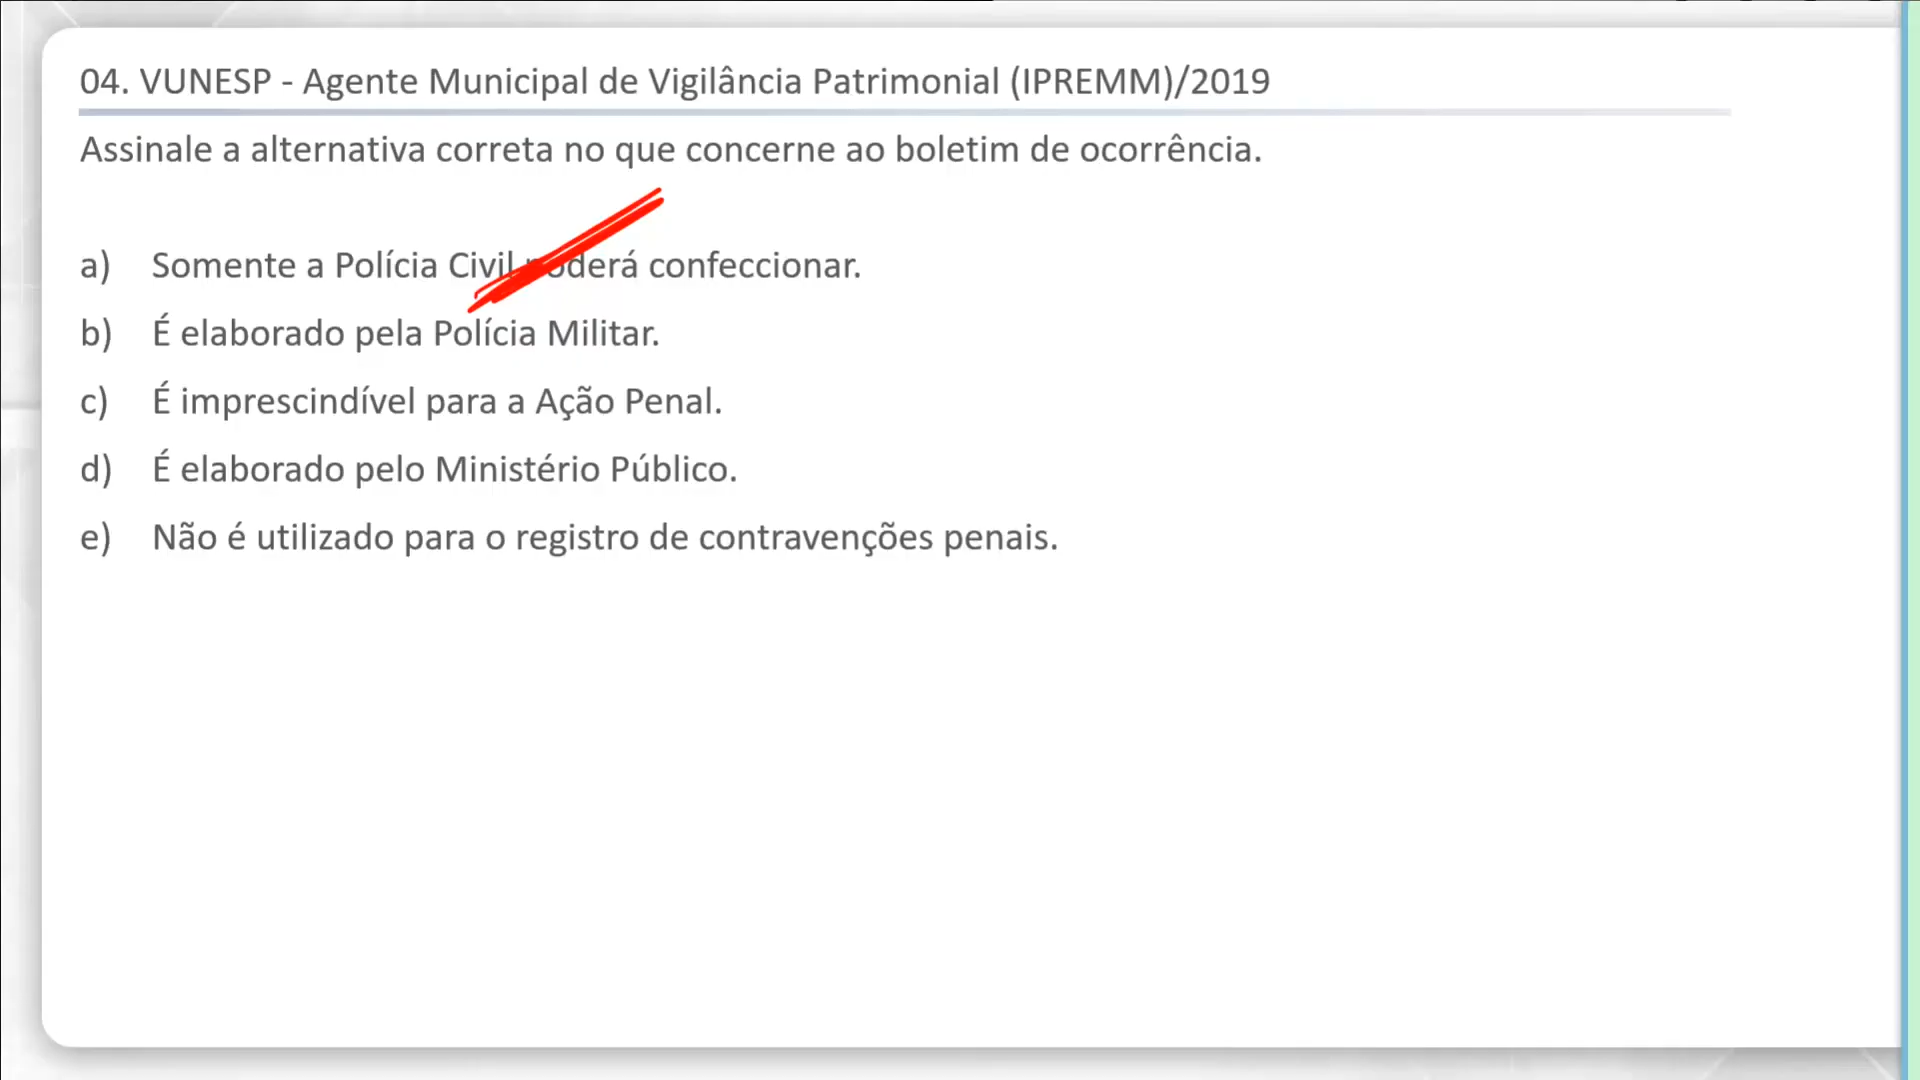 04. VUNESP - Agente Municipal de Vigilância Patrimonial (IPREMM)/2019
Assinale a alternativa correta no que concerne ao boletim de ocorrência.
a) Somente a Polícia Civil poderá confeccionar.
b) É elaborado pela Polícia Militar.
c) É imprescindível para a Ação Penal.
d) É elaborado pelo Ministério Público.
e) Não é utilizado para o registro de contravenções penais.